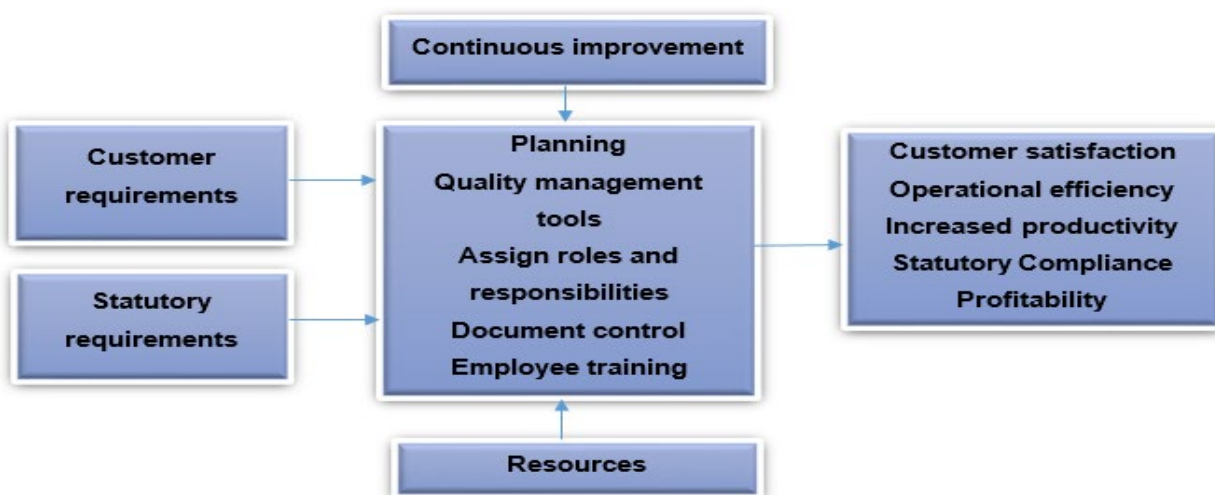 Continuous improvement
Customer
requirements
Statutory
requirements
Planning
Quality management
tools
Assign roles and
responsibilities
Document control
Employee training
Resources
Customer satisfaction
Operational efficiency
Increased productivity
Statutory Compliance
Profitability